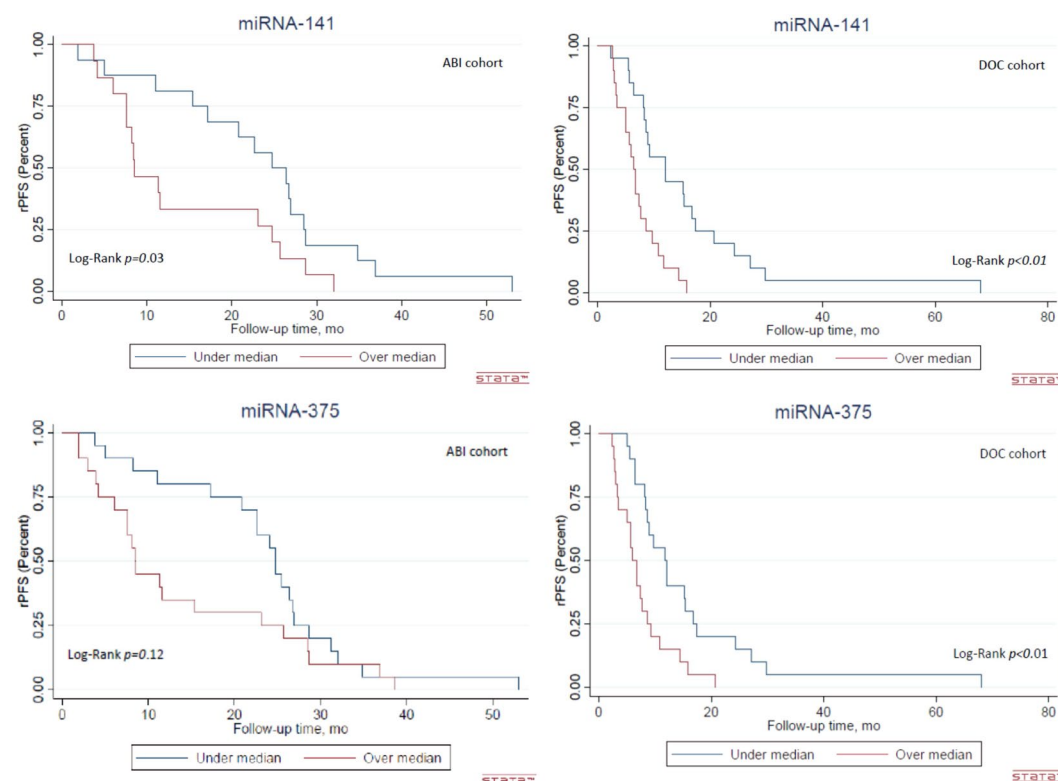 miRNA-141
ABI cohort
rPFS (Percent)
1.00
0.75
0.50
0.25
0.00
Log-Rank p=0.03
0 10 20 30 40 50
Follow-up time, mo
Under median Over median
STATA™
miRNA-141
DOC cohort
rPFS (Percent)
1.00
0.75
0.50
0.25
0.00
Log-Rank p<0.01
0 20 40 60 80
Follow-up time, mo
Under median Over median
STATA
miRNA-375
ABI cohort
rPFS (Percent)
1.00
0.75
0.50
0.25
0.00
Log-Rank p=0.12
0 10 20 30 40 50
Follow-up time, mo
Under median Over median
STATA™
miRNA-375
DOC cohort
rPFS (Percent)
1.00
0.75
0.50
0.25
0.00
Log-Rank p<0.01
0 20 40 60 80
Follow-up time, mo
Under median Over median
STATA